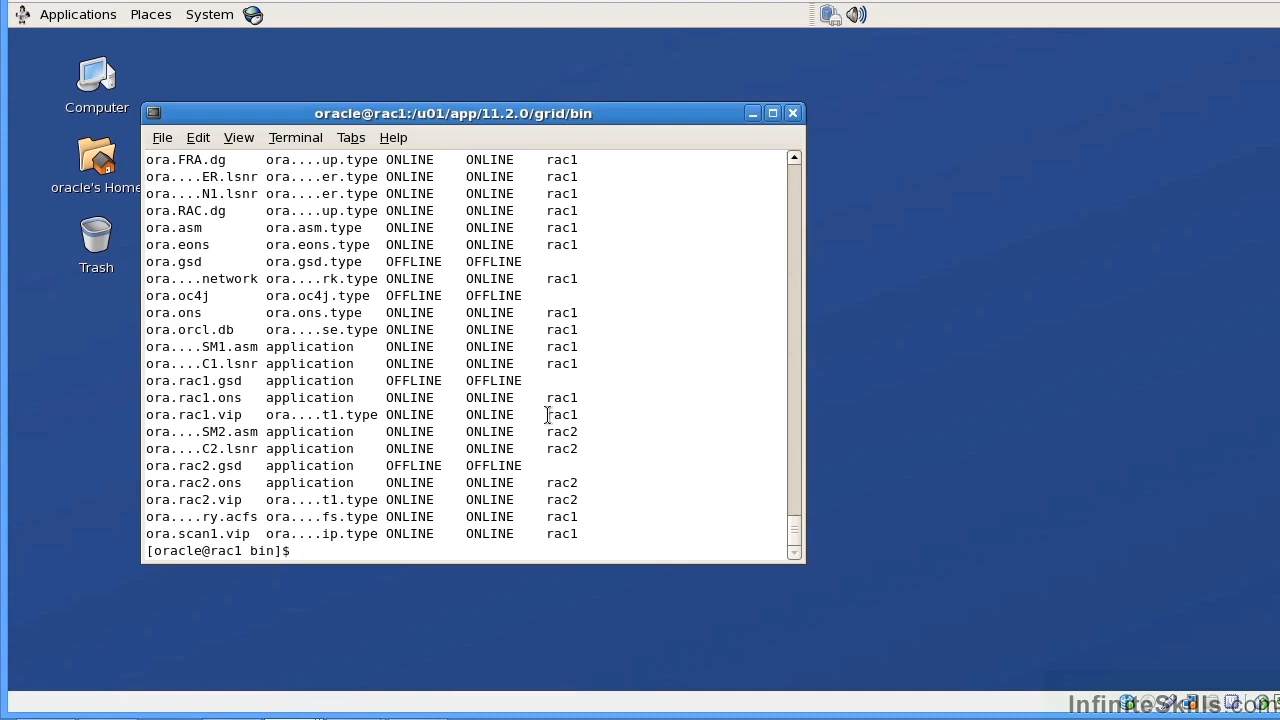 Applications Places System
Computer
oracle's Home
Trash
oracle@rac1:/u01/app/11.2.0/grid/bin
File Edit View Terminal Tabs Help
ora.FRA.dg ora....up.type ONLINE ONLINE rac1
ora....ER.lsnr ora....er.type ONLINE ONLINE rac1
ora....N1.lsnr ora....er.type ONLINE ONLINE rac1
ora.RAC.dg ora....up.type ONLINE ONLINE rac1
ora.asm ora.asm.type ONLINE ONLINE rac1
ora.eons ora.eons.type ONLINE ONLINE rac1
ora.gsd ora.gsd.type OFFLINE OFFLINE
ora....network ora....rk.type ONLINE ONLINE rac1
ora.oc4j ora.oc4j.type OFFLINE OFFLINE
ora.ons ora.ons.type ONLINE ONLINE rac1
ora.orcl.db ora....se.type ONLINE ONLINE rac1
ora....SM1.asm application ONLINE ONLINE rac1
ora....C1.lsnr application ONLINE ONLINE rac1
ora.rac1.gsd application OFFLINE OFFLINE
ora.rac1.ons application ONLINE ONLINE rac1
ora.rac1.vip ora....t1.type ONLINE ONLINE rac1
ora....SM2.asm application ONLINE ONLINE rac2
ora....C2.lsnr application ONLINE ONLINE rac2
ora.rac2.gsd application OFFLINE OFFLINE
ora.rac2.ons application ONLINE ONLINE rac2
ora.rac2.vip ora....t1.type ONLINE ONLINE rac2
ora....ry.acfs ora....fs.type ONLINE ONLINE rac1
ora.scan1.vip ora....ip.type ONLINE ONLINE rac1
[oracle@rac1 bin]$
InfiniteSkills.com